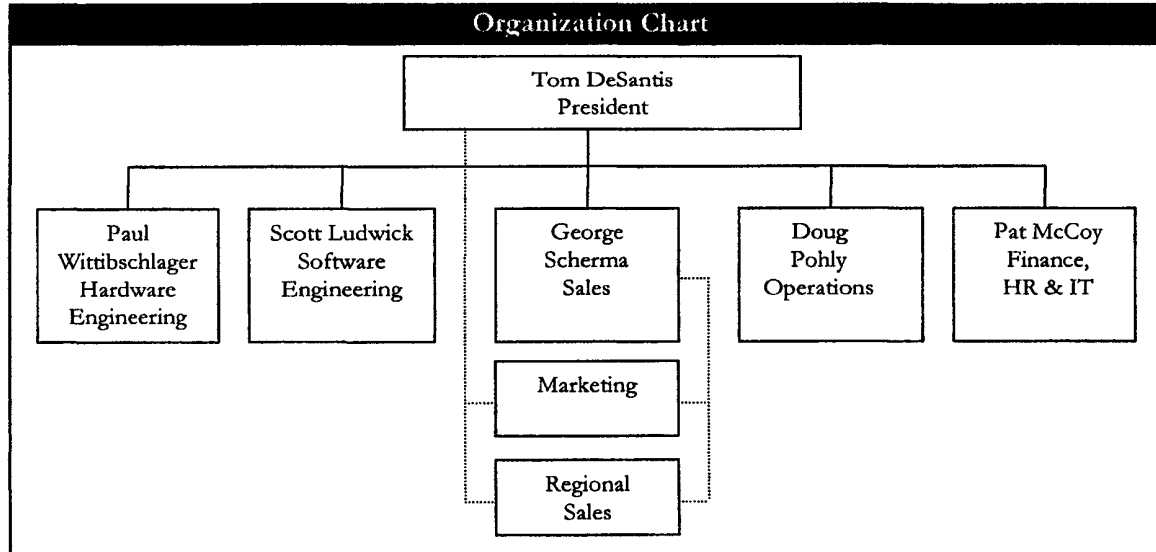 Organization Chart
Tom DeSantis
President
Paul
Wittibschlager
Hardware
Engineering
Scott Ludwick
Software
Engineering
George
Scherma
Sales
Doug
Pohly
Operations
Pat McCoy
Finance,
HR & IT
Marketing
Regional
Sales